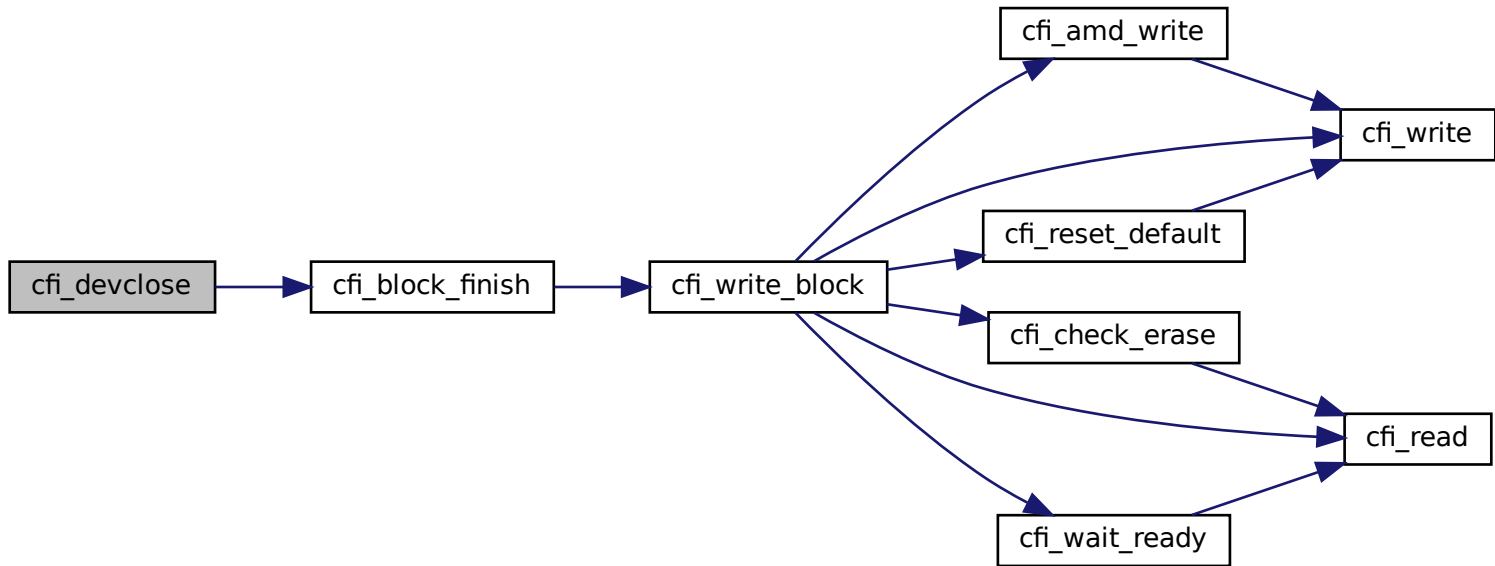 cfi_amd_write
cfi_write
cfi_reset_default
cfi_devclose
cfi_block_finish
cfi_write_block
cfi_check_erase
cfi_read
cfi_wait_ready